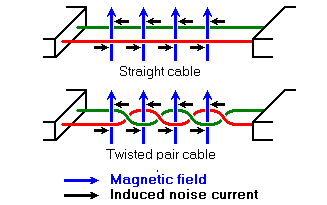 Straight cable
Twisted pair cable
Magnetic field
Induced noise current